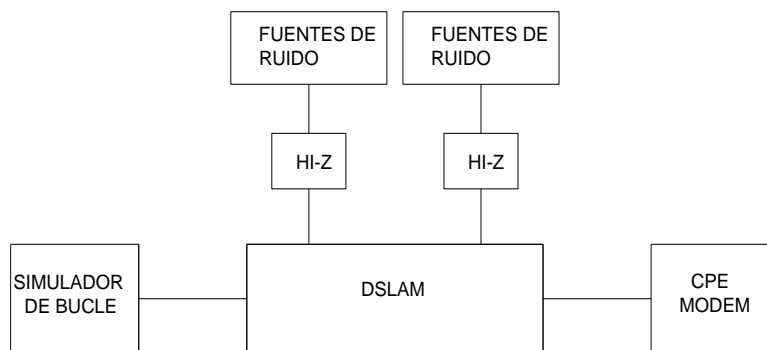 FUENTES DE
RUIDO
FUENTES DE
RUIDO
HI-Z
HI-Z
SIMULADOR
DE BUCLE
DSLAM
CPE
MODEM